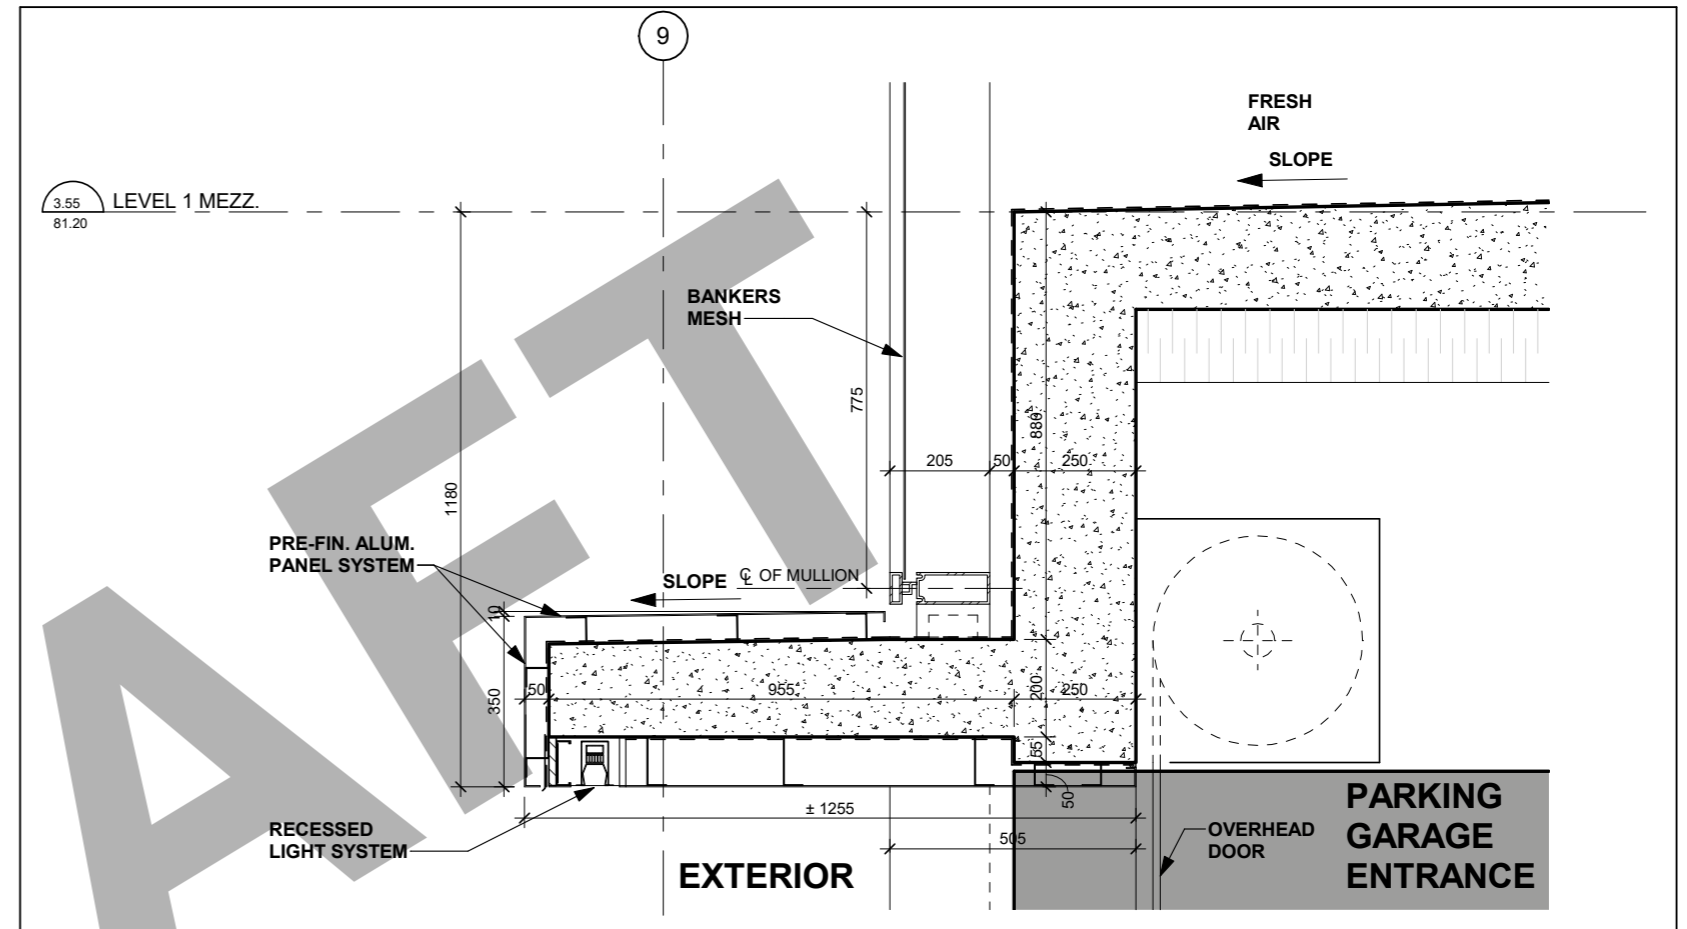 9
FRESH
AIR
SLOPE
3.55
81.20
LEVEL 1 MEZZ.
BANKERS
MESH
775
880
205
50
250
1180
PRE-FIN. ALUM.
PANEL SYSTEM
SLOPE
℄ OF MULLION
10
350
50
955
200
250
55
50
± 1255
505
RECESSED
LIGHT SYSTEM
EXTERIOR
OVERHEAD
DOOR
PARKING
GARAGE
ENTRANCE
AFT